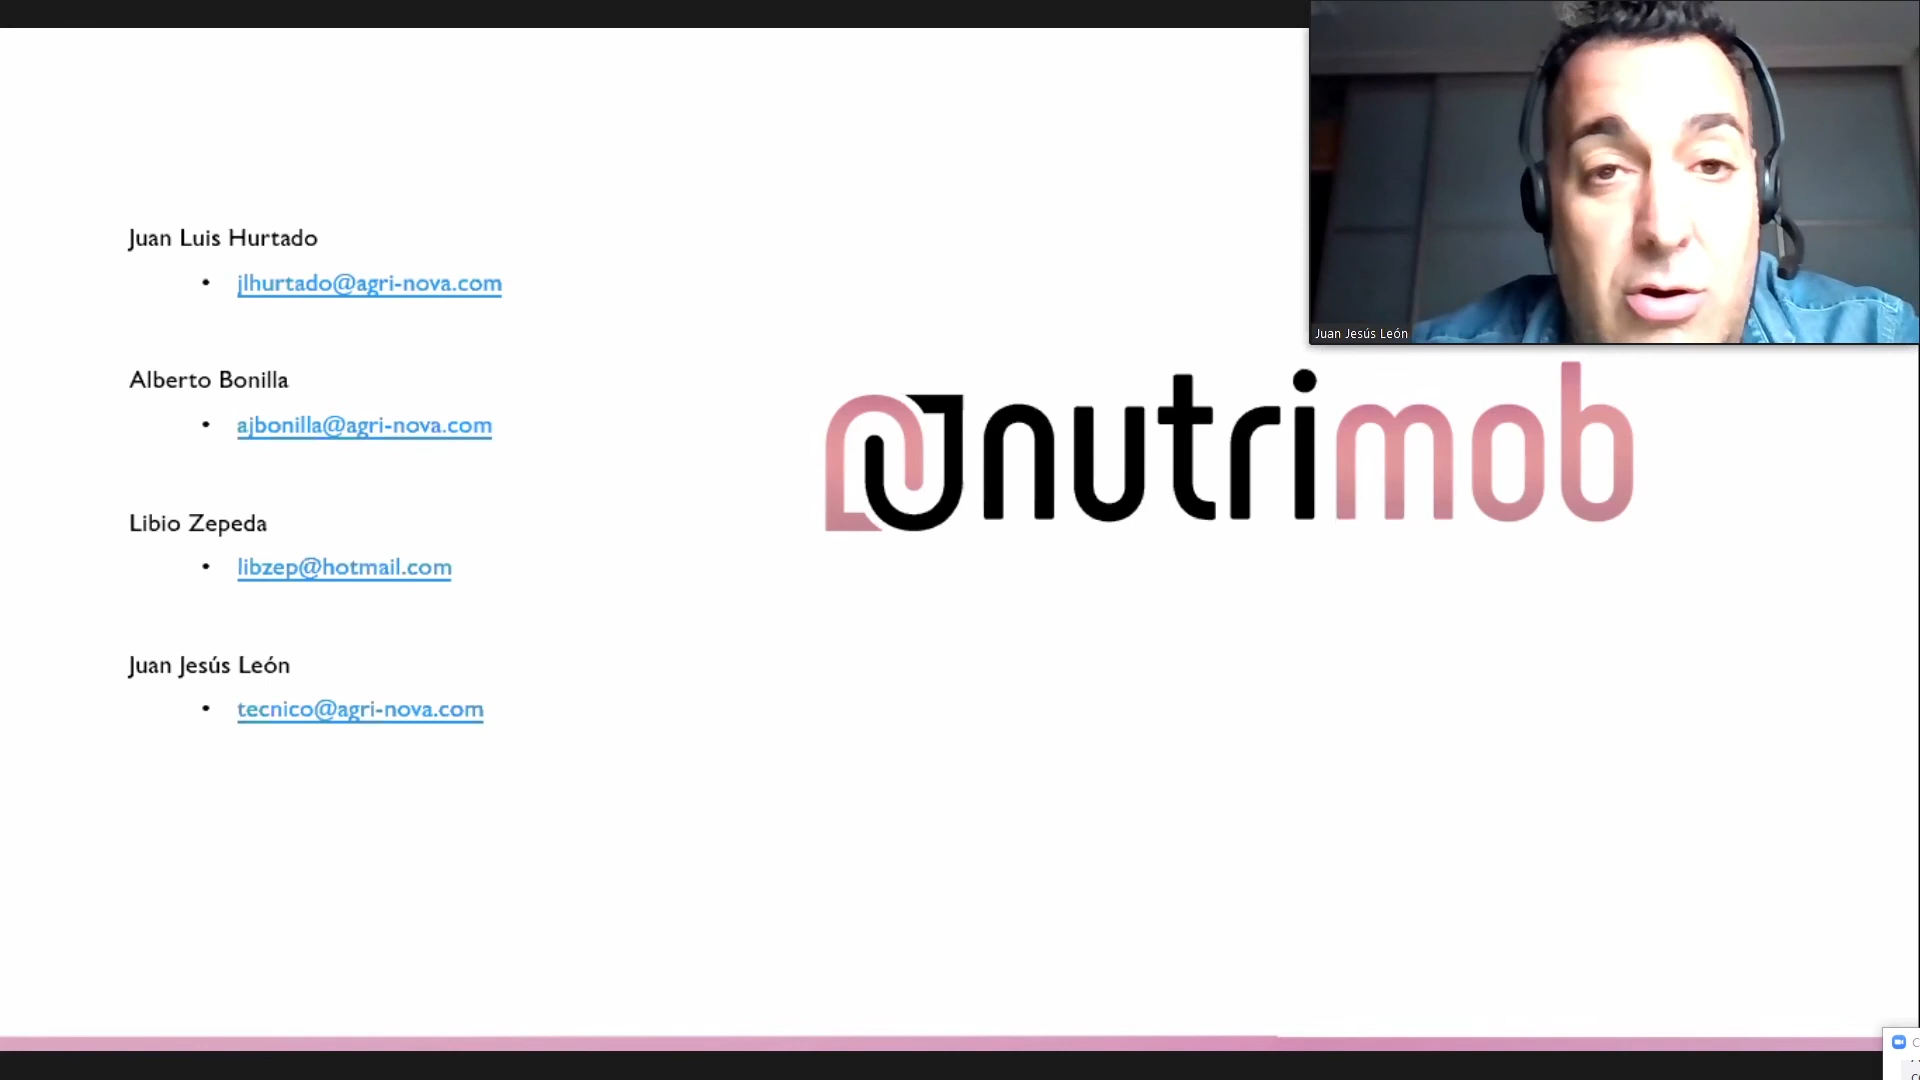 Juan Luis Hurtado
• jlhurtado@agri-nova.com
Alberto Bonilla
• ajbonilla@agri-nova.com
Libio Zepeda
• libzep@hotmail.com
Juan Jesús León
• tecnico@agri-nova.com
Juan Jesús León
nutrimob